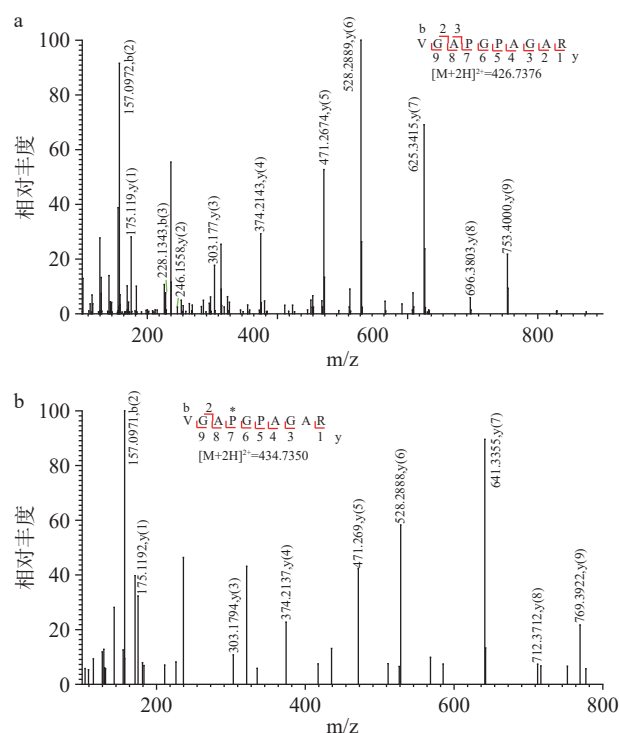 a
b 2 3
V G A P G P A G A R
9 8 7 6 5 4 3 2 1 y
[M+2H]²⁺=426.7376
157.0972,b(2)
175.119,y(1)
228.1343,b(3)
246.1558,y(2)
303.177,y(3)
374.2143,y(4)
471.2674,y(5)
528.2889,y(6)
625.3415,y(7)
696.3803,y(8)
753.4000,y(9)
相对丰度
100
80
60
40
20
0
200 400 600 800
m/z
b
b 2 *
V G A P G P A G A R
9 8 7 6 5 4 3 1 y
[M+2H]²⁺=434.7350
157.0971,b(2)
175.1192,y(1)
303.1794,y(3)
374.2137,y(4)
471.269,y(5)
528.2888,y(6)
641.3355,y(7)
712.3712,y(8)
769.3922,y(9)
相对丰度
100
80
60
40
20
0
200 400 600 800
m/z